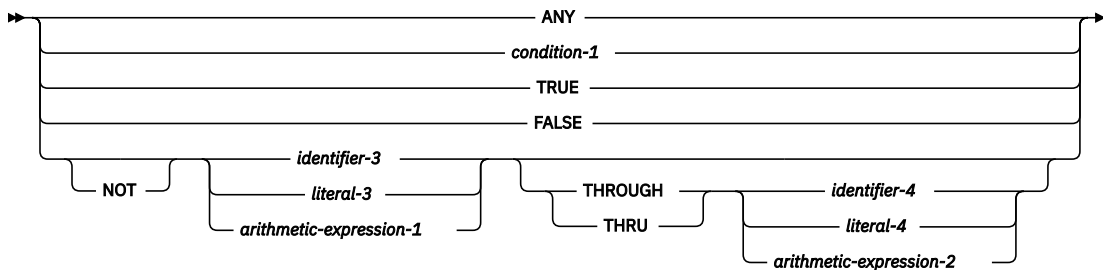 ANY
condition-1
TRUE
FALSE
NOT
identifier-3
literal-3
arithmetic-expression-1
THROUGH
THRU
identifier-4
literal-4
arithmetic-expression-2